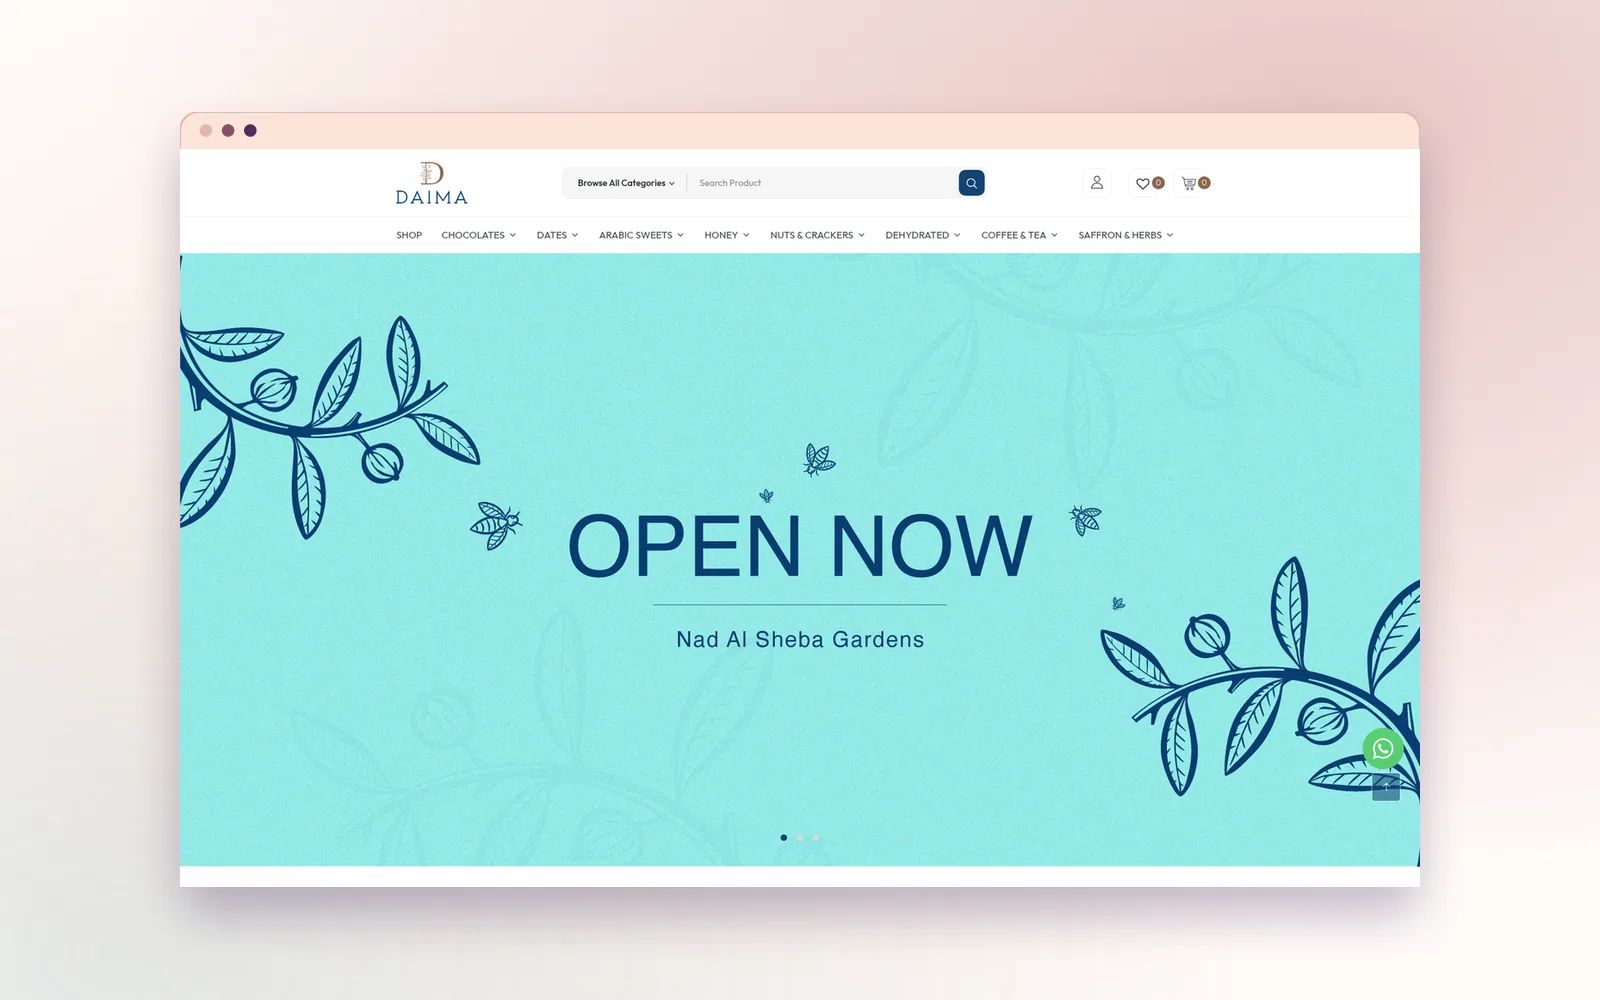 D
DAIMA
Browse All Categories
Search Product
0
0
SHOP
CHOCOLATES
DATES
ARABIC SWEETS
HONEY
NUTS & CRACKERS
DEHYDRATED
COFFEE & TEA
SAFFRON & HERBS
OPEN NOW
Nad Al Sheba Gardens